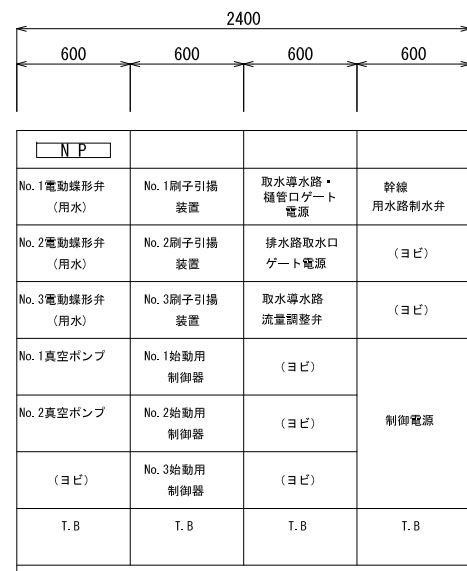 2400
600 600 600 600
NP
No.1電動蝶形弁
(用水)
No.1刷子引揚
装置
取水導水路・
樋管ロゲート
電源
幹線
用水路制水弁
No.2電動蝶形弁
(用水)
No.2刷子引揚
装置
排水路取水口
ゲート電源
(ヨビ)
No.3電動蝶形弁
(用水)
No.3刷子引揚
装置
取水導水路
流量調整弁
(ヨビ)
No.1真空ポンプ
No.1始動用
制御器
(ヨビ)
制御電源
No.2真空ポンプ
No.2始動用
制御器
(ヨビ)
(ヨビ)
No.3始動用
制御器
(ヨビ)
T.B T.B T.B T.B